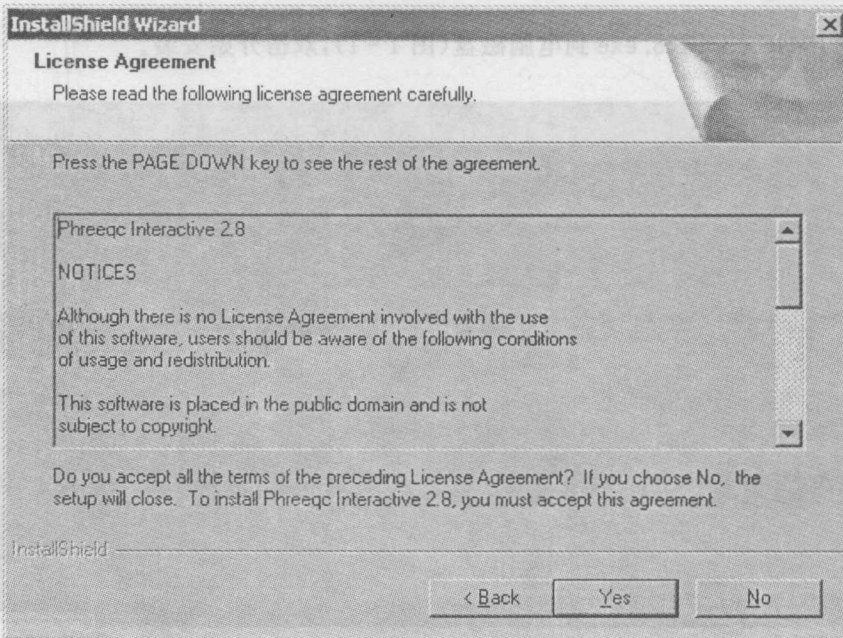 InstallShield Wizard
License Agreement
Please read the following license agreement carefully.
Press the PAGE DOWN key to see the rest of the agreement.
Phreeqc Interactive 2.8
NOTICES
Although there is no License Agreement involved with the use
of this software, users should be aware of the following conditions
of usage and redistribution.
This software is placed in the public domain and is not
subject to copyright.
Do you accept all the terms of the preceding License Agreement? If you choose No, the
setup will close. To install Phreeqc Interactive 2.8, you must accept this agreement.
InstallShield
< Back
Yes
No